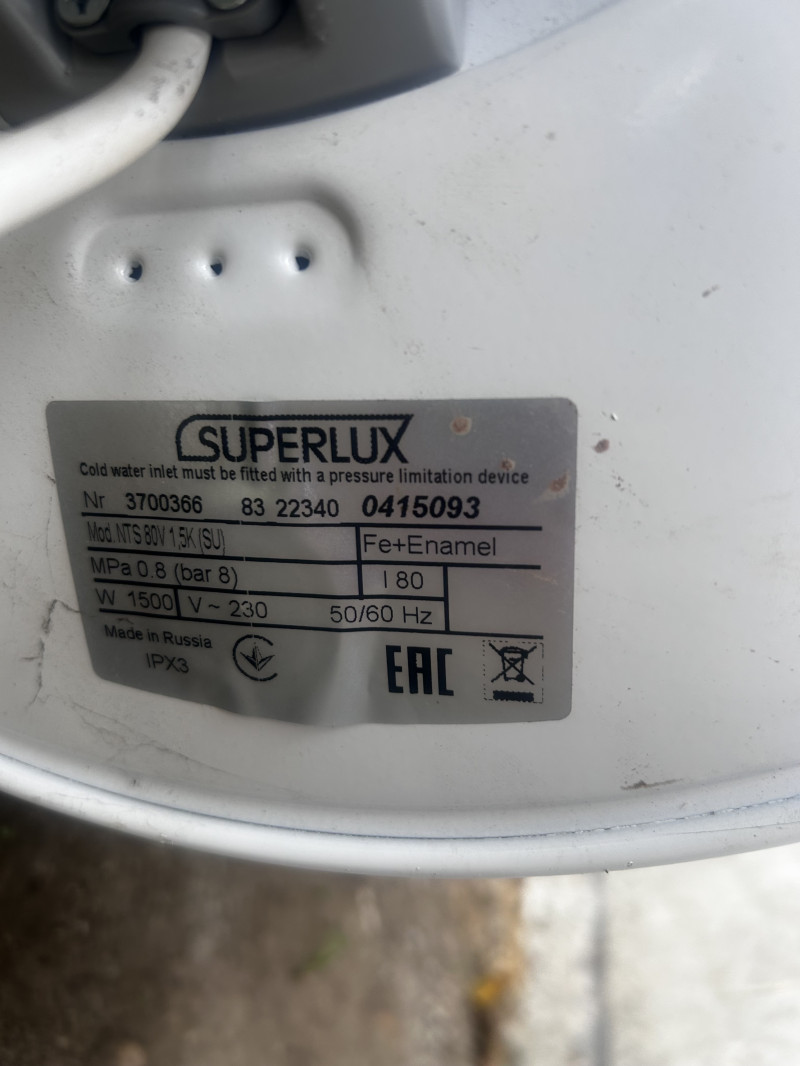 SUPERLUX
Cold water inlet must be fitted with a pressure limitation device
Nr 3700366 83 22340 0415093
Mod. NTS 80V 1,5K (SU) Fe+Enamel
MPa 0.8 (bar 8) l 80
W 1500 V ~ 230 50/60 Hz
Made in Russia
IPX3
EAC